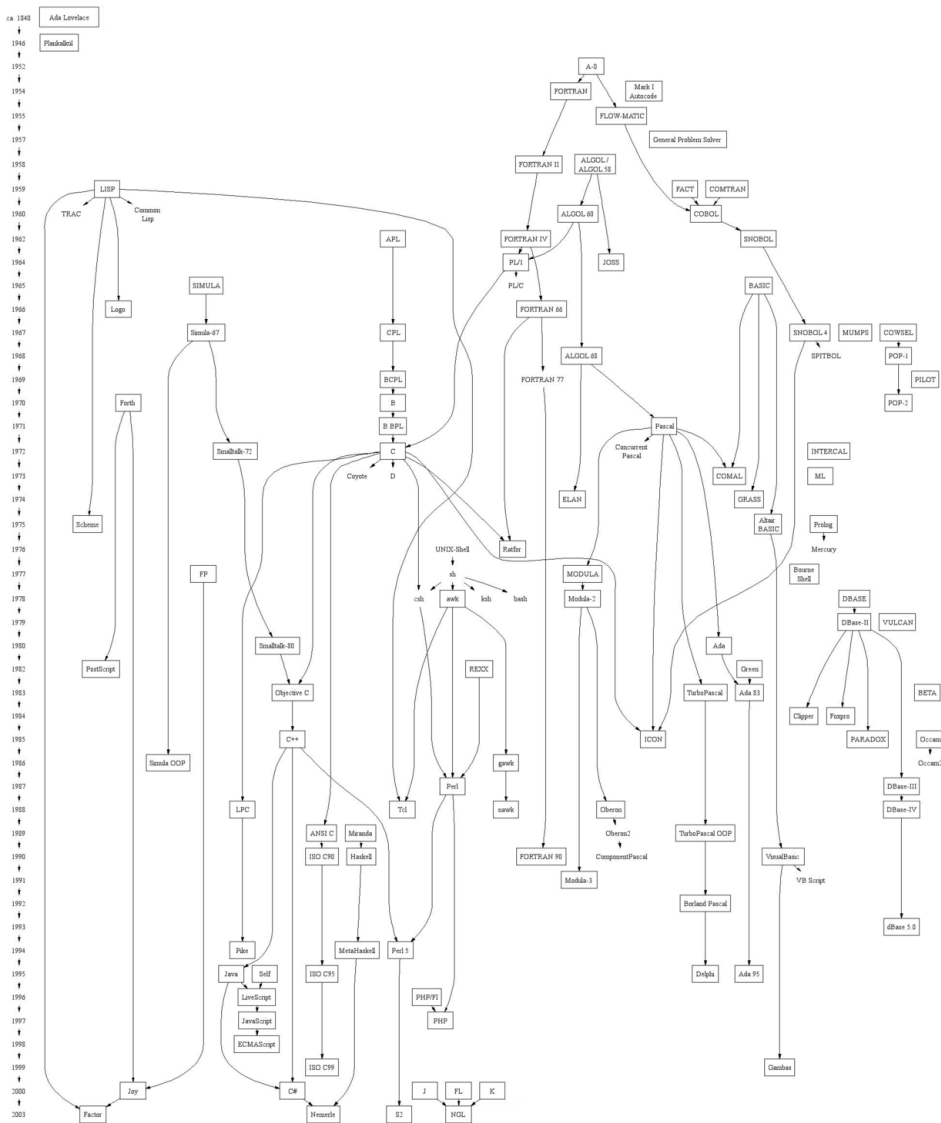 ca. 1840
Ada Lovelace
1946
Plankalkul
1952
A-0
1954
FORTRAN
Mark I
Autocode
1955
FLOW-MATIC
1957
General Problem Solver
1958
FORTRAN II
ALGOL /
ALGOL 58
1959
LISP
FACT
COMTRAN
1960
TRAC
Common
Lisp
ALGOL 60
COBOL
1962
APL
FORTRAN IV
SNOBOL
1964
PL/1
JOSS
1965
SIMULA
PL/C
BASIC
1966
Logo
FORTRAN 66
1967
Simula-67
CPL
SNOBOL 4
MUMPS
COWSEL
1968
ALGOL 68
SPITBOL
POP-1
1969
BCPL
FORTRAN 77
PILOT
1970
Forth
B
POP-2
1971
B BPL
Pascal
1972
Smalltalk-72
C
Concurrent
Pascal
INTERCAL
1973
Coyote
D
COMAL
ML
1974
ELAN
GRASS
1975
Scheme
Altair
BASIC
Prolog
1976
UNIX-Shell
Ratfor
Mercury
1977
FP
sh
MODULA
Bourne
Shell
1978
csh
awk
ksh
bash
Modula-2
DBASE
1979
DBase-II
VULCAN
1980
Smalltalk-80
Ada
1982
PostScript
REXX
Green
1983
Objective C
TurboPascal
Ada 83
BETA
1984
Clipper
Foxpro
1985
C++
ICON
PARADOX
Occam
1986
Simula OOP
gawk
1987
Perl
DBase-III
1988
LPC
Tcl
nawk
Oberon
DBase-IV
1989
ANSI C
Miranda
Oberon2
TurboPascal OOP
1990
ISO C90
Haskell
FORTRAN 90
ComponentPascal
VisualBasic
1991
Modula-3
VB Script
1992
Borland Pascal
1993
dBase 5.0
1994
Pike
MetaHaskell
Perl 5
1995
Java
Self
ISO C95
Delphi
Ada 95
1996
LiveScript
PHP/FI
1997
JavaScript
PHP
1998
ECMAScript
1999
ISO C99
Gambas
2000
Joy
C#
J
FL
K
2003
Factor
Nemerle
S2
NGL